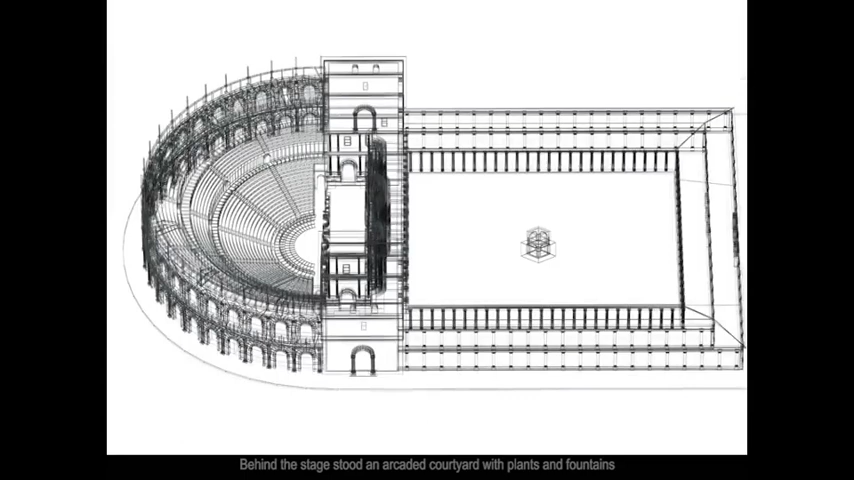 Behind the stage stood an arcaded courtyard with plants and fountains